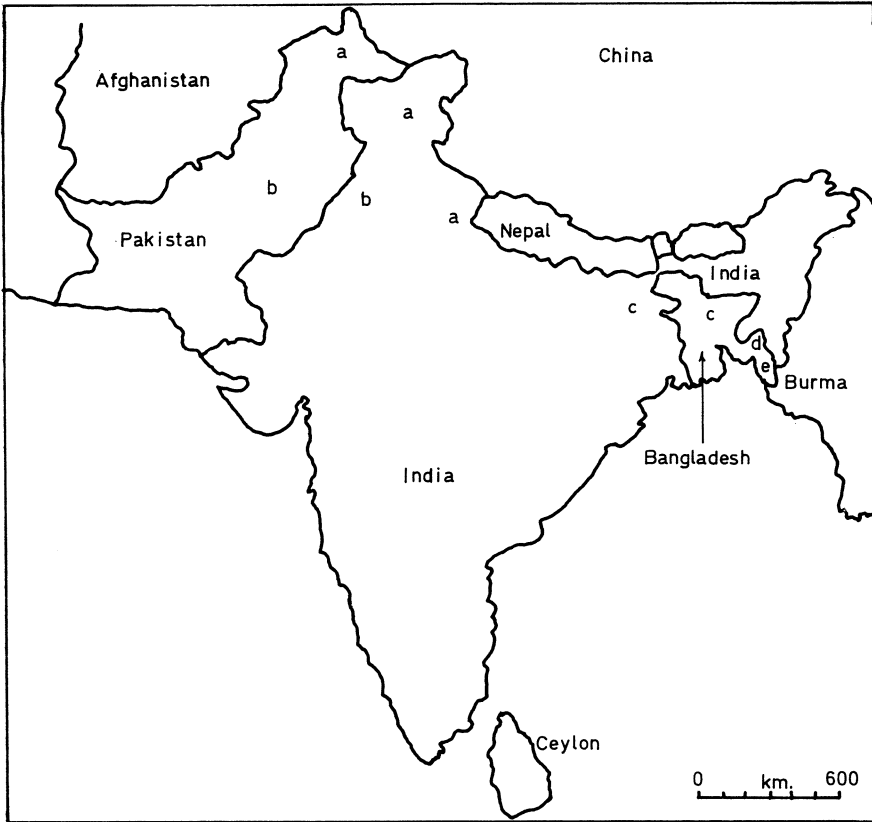 a
China
Afghanistan
a
b
b
a
Nepal
Pakistan
India
c
c
d
e
Burma
Bangladesh
India
Ceylon
0 km. 600